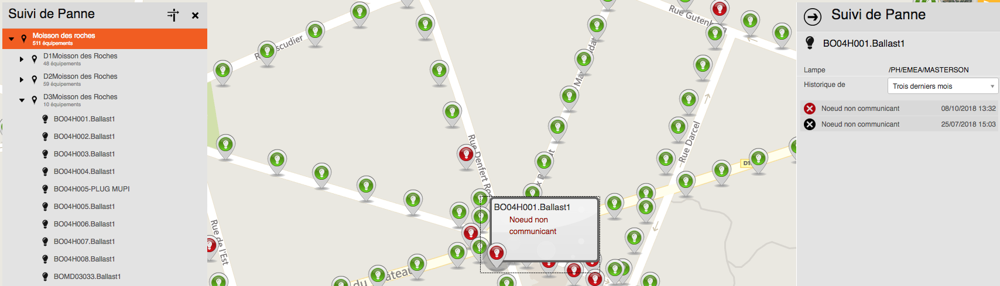 Suivi de Panne
Moisson des roches
511 équipements
D1Moisson des Roches
48 équipements
D2Moisson des Roches
59 équipements
D3Moisson des Roches
10 équipements
BO04H001.Ballast1
BO04H002.Ballast1
BO04H003.Ballast1
BO04H004.Ballast1
BO04H005-PLUG MUPI
BO04H005.Ballast1
BO04H006.Ballast1
BO04H007.Ballast1
BO04H008.Ballast1
BOMD03033.Ballast1
scudier
Rue Gutenb
Rue Denfert Ro
Rue Darcel
D1
Rue de l'Est
du
ateau
BO04H001.Ballast1
Noeud non
communicant
Suivi de Panne
BO04H001.Ballast1
Lampe /PH/EMEA/MASTERSON
Historique de Trois derniers mois
Noeud non communicant 08/10/2018 13:32
Noeud non communicant 25/07/2018 15:03